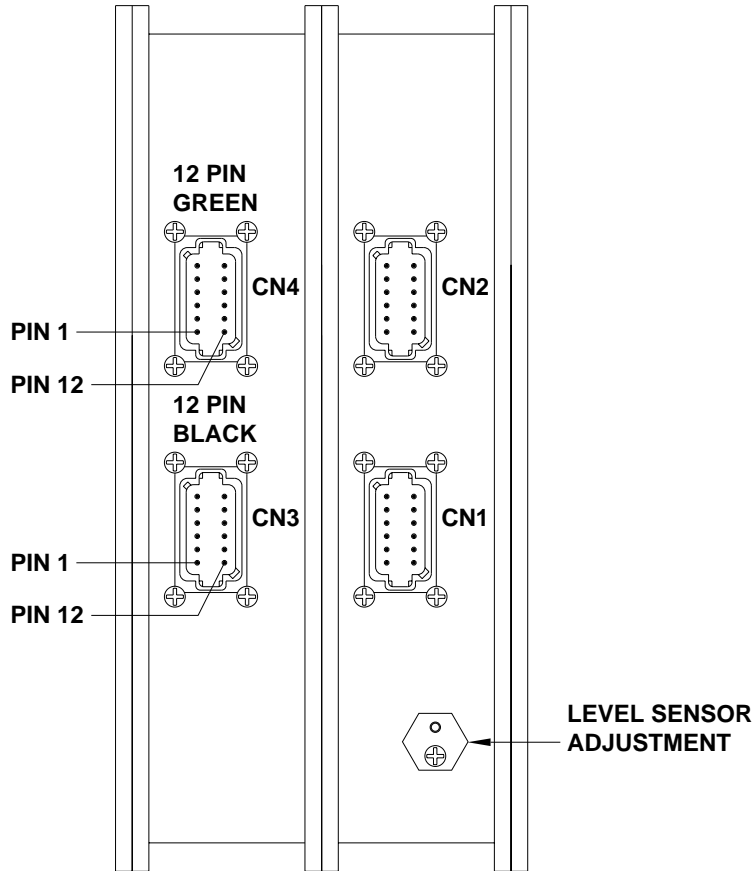 12 PIN
GREEN
CN4
CN2
PIN 1
PIN 12
12 PIN
BLACK
CN3
CN1
PIN 1
PIN 12
LEVEL SENSOR
ADJUSTMENT